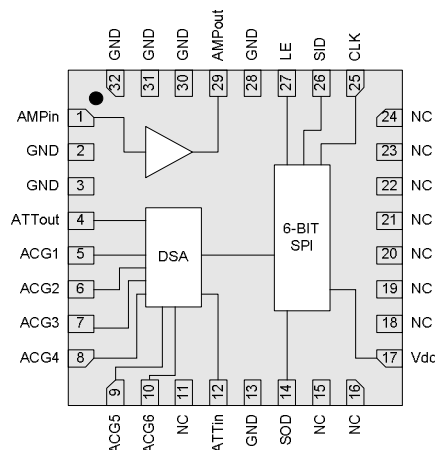 GND
GND
GND
AMPout
GND
LE
SID
CLK
32
31
30
29
28
27
26
25
AMPin 1
GND 2
GND 3
ATTout 4
ACG1 5
ACG2 6
ACG3 7
ACG4 8
DSA
6-BIT
SPI
24 NC
23 NC
22 NC
21 NC
20 NC
19 NC
18 NC
17 Vdd
9
10
11
12
13
14
15
16
ACG5
ACG6
NC
ATTin
GND
SOD
NC
NC